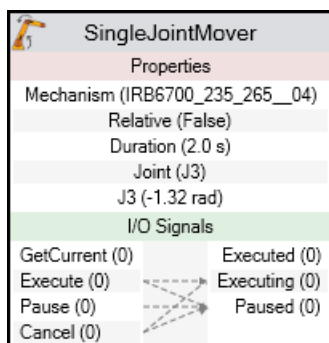 SingleJointMover
Properties
Mechanism (IRB6700_235_265__04)
Relative (False)
Duration (2.0 s)
Joint (J3)
J3 (-1.32 rad)
I/O Signals
GetCurrent (0) Executed (0)
Execute (0) Executing (0)
Pause (0) Paused (0)
Cancel (0)